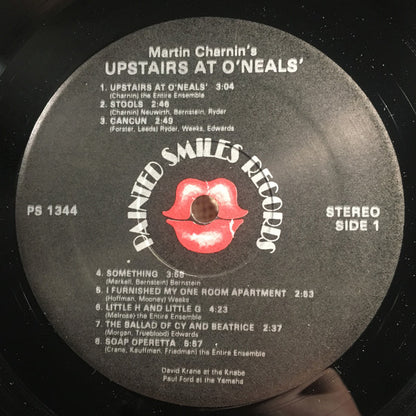 Martin Charnin's
UPSTAIRS AT O'NEALS'
1. UPSTAIRS AT O'NEALS' 3:04
(Charnin) the Entire Ensemble
2. STOOLS 2:46
(Charnin) Neuwirth, Bernstein, Ryder
3. CANCUN 2:49
(Forster, Leeds) Ryder, Weeks, Edwards
PAINTED SMILES RECORDS
PS 1344
STEREO
SIDE 1
4. SOMETHING 3:55
(Markell, Bernstein) Bernstein
5. I FURNISHED MY ONE ROOM APARTMENT 2:53
(Hoffman, Mooney) Weeks
6. LITTLE H AND LITTLE G 4:23
(Melrose) the Entire Ensemble
7. THE BALLAD OF CY AND BEATRICE 2:37
(Morgan, Trueblood) Edwards
8. SOAP OPERETTA 6:57
(Crane, Kauffman, Friedman) the Entire Ensemble
David Krane at the Knabe
Paul Ford at the Yamaha